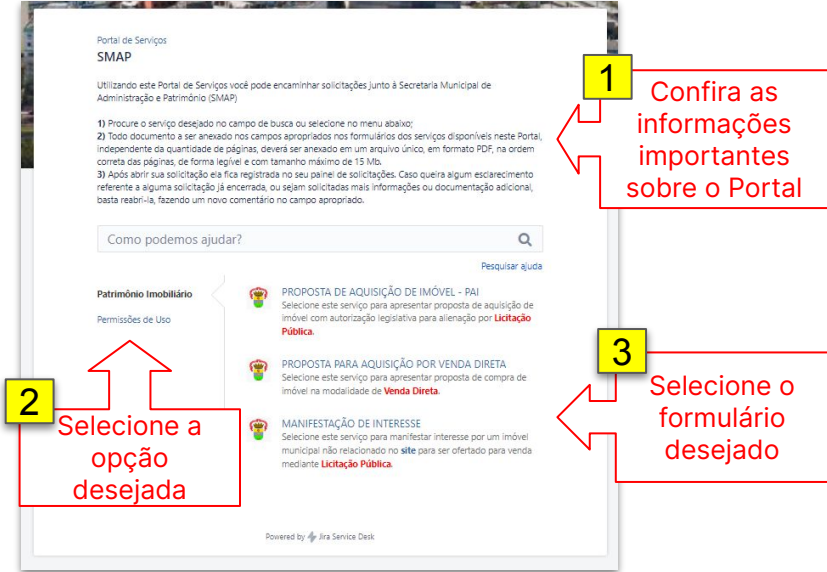 Portal de Serviços
SMAP
Utilizando este Portal de Serviços você pode encaminhar solicitações junto à Secretaria Municipal de
Administração e Patrimônio (SMAP)
1) Procure o serviço desejado no campo de busca ou selecione no menu abaixo;
2) Todo documento a ser anexado nos campos apropriados nos formulários dos serviços disponíveis neste Portal,
independente da quantidade de páginas, deverá ser anexado em um arquivo único, em formato PDF, na ordem
correta das páginas, de forma legível e com tamanho máximo de 15 Mb.
3) Após abrir sua solicitação ela fica registrada no seu painel de solicitações. Caso queira algum esclarecimento
referente a alguma solicitação já encerrada, ou sejam solicitadas mais informações ou documentação adicional,
basta reabri-la, fazendo um novo comentário no campo apropriado.
1
Confira as
informações
importantes
sobre o Portal
Como podemos ajudar?
Pesquisar ajuda
Patrimônio Imobiliário
Permissões de Uso
2
Selecione a
opção
desejada
PROPOSTA DE AQUISIÇÃO DE IMÓVEL - PAI
Selecione este serviço para apresentar proposta de aquisição de
imóvel com autorização legislativa para alienação por Licitação
Pública.
PROPOSTA PARA AQUISIÇÃO POR VENDA DIRETA
Selecione este serviço para apresentar proposta de compra de
imóvel na modalidade de Venda Direta.
MANIFESTAÇÃO DE INTERESSE
Selecione este serviço para manifestar interesse por um imóvel
municipal não relacionado no site para ser ofertado para venda
mediante Licitação Pública.
3
Selecione o
formulário
desejado
Powered by Jira Service Desk